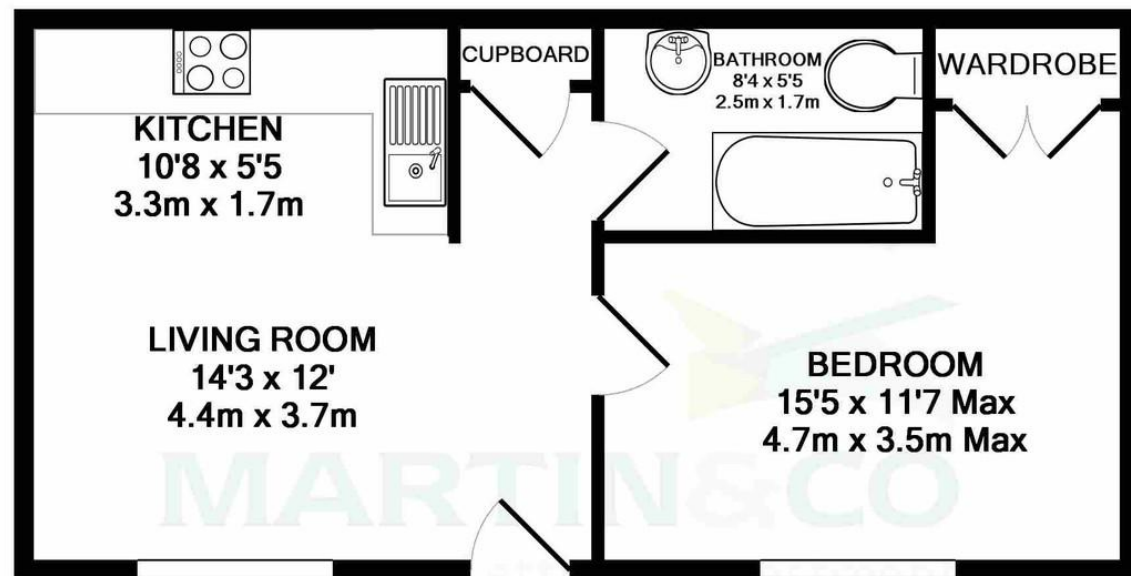 KITCHEN
10'8 x 5'5
3.3m x 1.7m
CUPBOARD
BATHROOM
8'4 x 5'5
2.5m x 1.7m
WARDROBE
LIVING ROOM
14'3 x 12'
4.4m x 3.7m
BEDROOM
15'5 x 11'7 Max
4.7m x 3.5m Max
MARTIN&CO